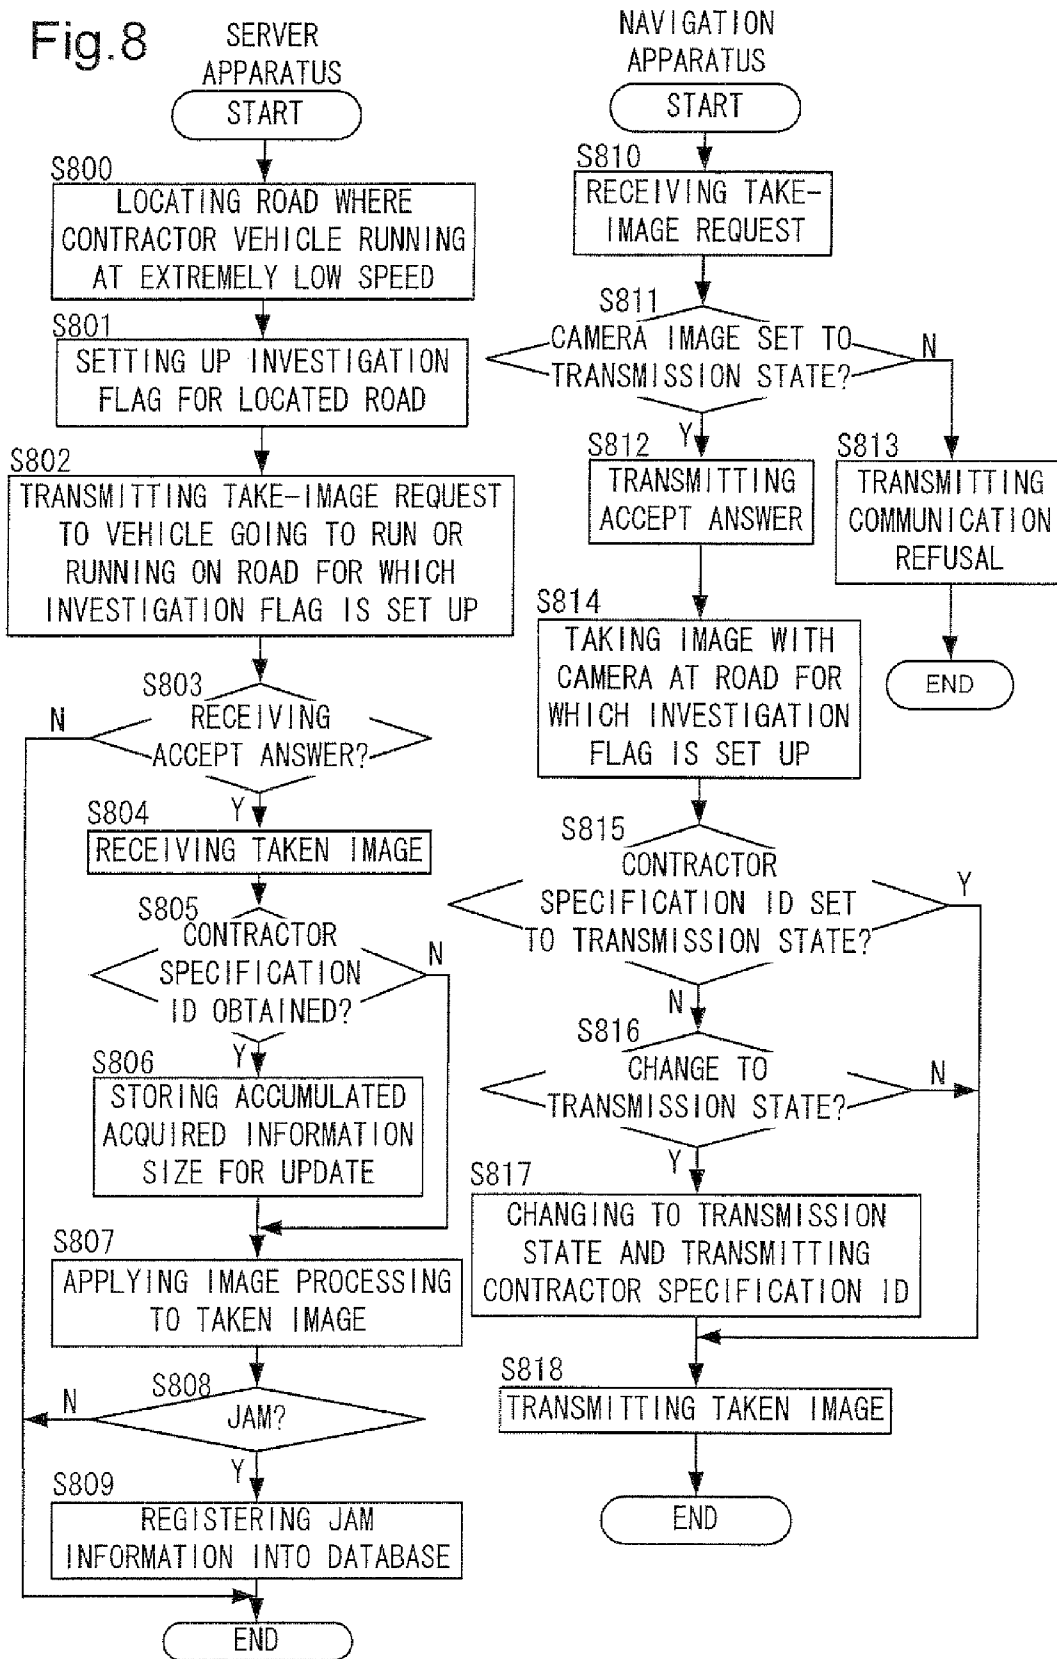 Fig.8
SERVER
APPARATUS
START
S800
LOCATING ROAD WHERE
CONTRACTOR VEHICLE RUNNING
AT EXTREMELY LOW SPEED
S801
SETTING UP INVESTIGATION
FLAG FOR LOCATED ROAD
S802
TRANSMITTING TAKE-IMAGE REQUEST
TO VEHICLE GOING TO RUN OR
RUNNING ON ROAD FOR WHICH
INVESTIGATION FLAG IS SET UP
S803
RECEIVING
ACCEPT ANSWER?
N
Y
S804
RECEIVING TAKEN IMAGE
S805
CONTRACTOR
SPECIFICATION
ID OBTAINED?
N
Y
S806
STORING ACCUMULATED
ACQUIRED INFORMATION
SIZE FOR UPDATE
S807
APPLYING IMAGE PROCESSING
TO TAKEN IMAGE
S808
JAM?
N
Y
S809
REGISTERING JAM
INFORMATION INTO DATABASE
END
NAVIGATION
APPARATUS
START
S810
RECEIVING TAKE-
IMAGE REQUEST
S811
CAMERA IMAGE SET TO
TRANSMISSION STATE?
N
Y
S812
TRANSMITTING
ACCEPT ANSWER
S813
TRANSMITTING
COMMUNICATION
REFUSAL
END
S814
TAKING IMAGE WITH
CAMERA AT ROAD FOR
WHICH INVESTIGATION
FLAG IS SET UP
S815
CONTRACTOR
SPECIFICATION ID SET
TO TRANSMISSION STATE?
Y
N
S816
CHANGE TO
TRANSMISSION STATE?
N
Y
S817
CHANGING TO TRANSMISSION
STATE AND TRANSMITTING
CONTRACTOR SPECIFICATION ID
S818
TRANSMITTING TAKEN IMAGE
END